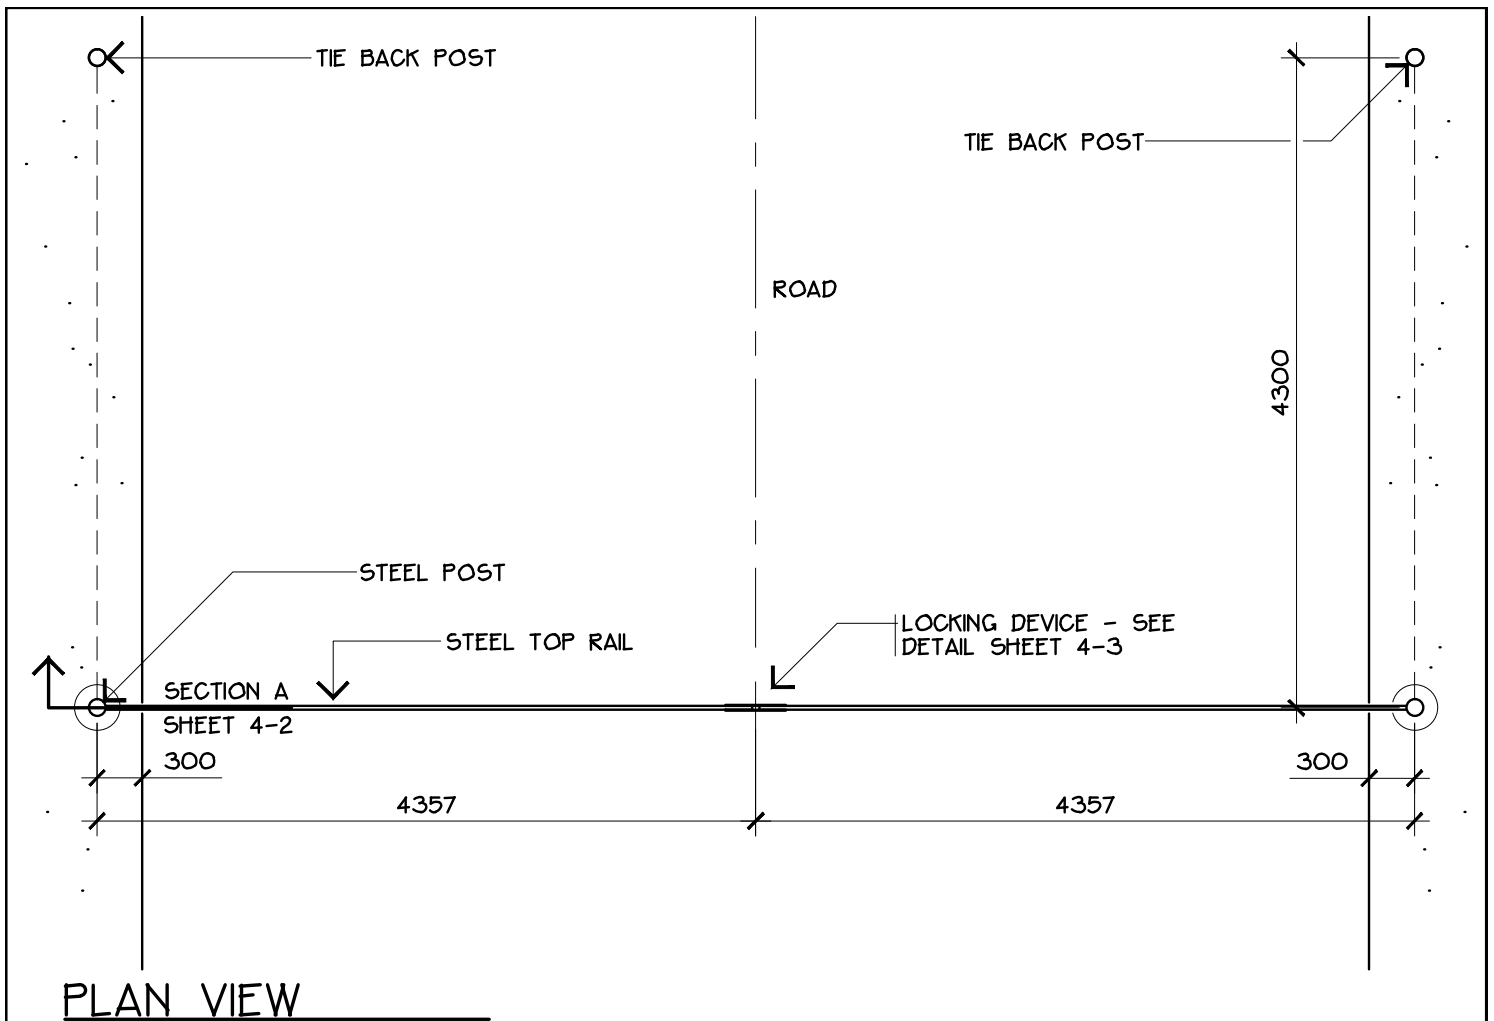 TIE BACK POST
TIE BACK POST
ROAD
4300
STEEL POST
LOCKING DEVICE - SEE
DETAIL SHEET 4-3
STEEL TOP RAIL
SECTION A
SHEET 4-2
300
300
4357
4357
PLAN VIEW